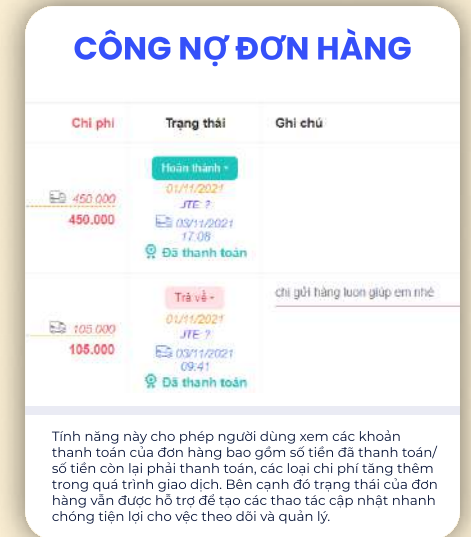 CÔNG NỢ ĐƠN HÀNG
Chi phí Trạng thái Ghi chú
Hoàn thành
450.000 01/11/2021
JTE ?
450.000 03/11/2021
17:08
Đã thanh toán
Trả về chị gửi hàng luon giúp em nhé
105.000 01/11/2021
JTE ?
105.000 03/11/2021
09:41
Đã thanh toán
Tính năng này cho phép người dùng xem các khoản
thanh toán của đơn hàng bao gồm số tiền đã thanh toán/
số tiền còn lại phải thanh toán, các loại chi phí tăng thêm
trong quá trình giao dịch. Bên cạnh đó trạng thái của đơn
hàng vẫn được hỗ trợ để tạo các thao tác cập nhật nhanh
chóng tiện lợi cho vệc theo dõi và quản lý.